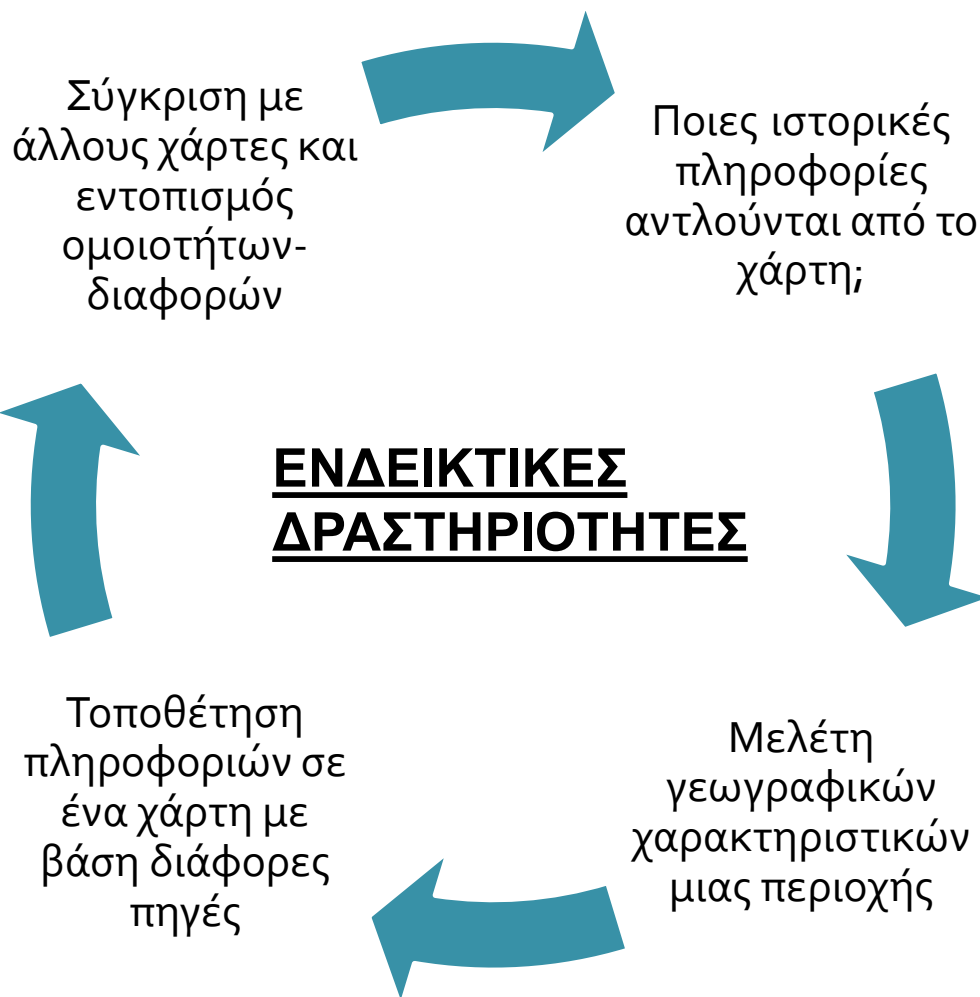 Σύγκριση με
άλλους χάρτες και
εντοπισμός
ομοιοτήτων-
διαφορών
Ποιες ιστορικές
πληροφορίες
αντλούνται από το
χάρτη;
ΕΝΔΕΙΚΤΙΚΕΣ
ΔΡΑΣΤΗΡΙΟΤΗΤΕΣ
Μελέτη
γεωγραφικών
χαρακτηριστικών
μιας περιοχής
Τοποθέτηση
πληροφοριών σε
ένα χάρτη με
βάση διάφορες
πηγές